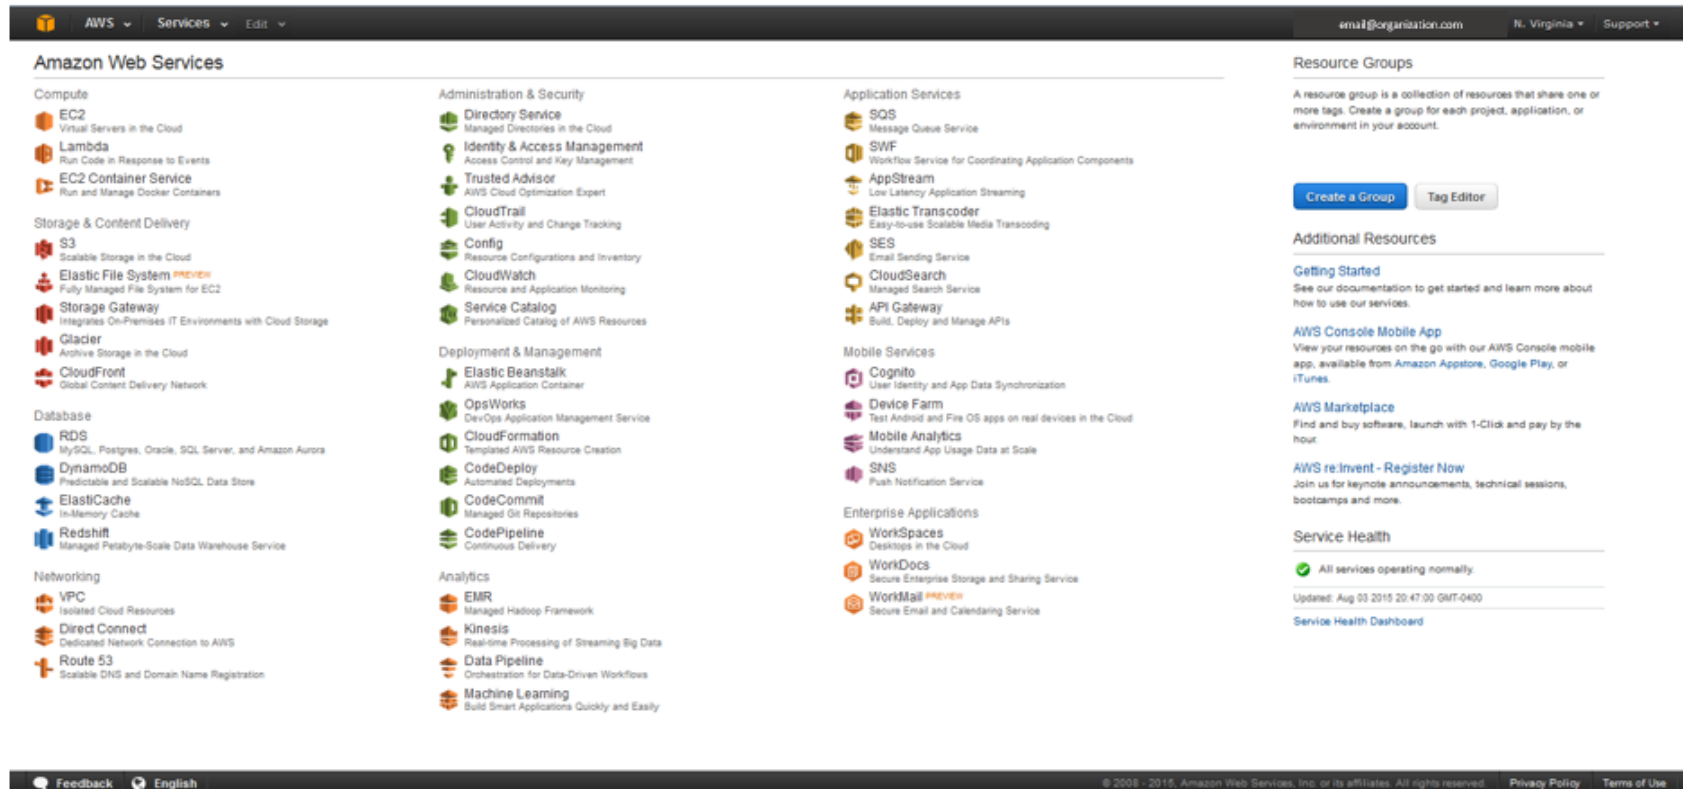 AWS Services Edit email@organization.com N. Virginia Support
Amazon Web Services
Compute
EC2
Virtual Servers in the Cloud
Lambda
Run Code in Response to Events
EC2 Container Service
Run and Manage Docker Containers
Storage & Content Delivery
S3
Scalable Storage in the Cloud
Elastic File System PREVIEW
Fully Managed File System for EC2
Storage Gateway
Integrates On-Premises IT Environments with Cloud Storage
Glacier
Archive Storage in the Cloud
CloudFront
Global Content Delivery Network
Database
RDS
MySQL, Postgres, Oracle, SQL Server, and Amazon Aurora
DynamoDB
Predictable and Scalable NoSQL Data Store
ElastiCache
In-Memory Cache
Redshift
Managed Petabyte-Scale Data Warehouse Service
Networking
VPC
Isolated Cloud Resources
Direct Connect
Dedicated Network Connection to AWS
Route 53
Scalable DNS and Domain Name Registration
Administration & Security
Directory Service
Managed Directories in the Cloud
Identity & Access Management
Access Control and Key Management
Trusted Advisor
AWS Cloud Optimization Expert
CloudTrail
User Activity and Change Tracking
Config
Resource Configurations and Inventory
CloudWatch
Resource and Application Monitoring
Service Catalog
Personalized Catalog of AWS Resources
Deployment & Management
Elastic Beanstalk
AWS Application Container
OpsWorks
DevOps Application Management Service
CloudFormation
Templated AWS Resource Creation
CodeDeploy
Automated Deployments
CodeCommit
Managed Git Repositories
CodePipeline
Continuous Delivery
Analytics
EMR
Managed Hadoop Framework
Kinesis
Real-time Processing of Streaming Big Data
Data Pipeline
Orchestration for Data-Driven Workflows
Machine Learning
Build Smart Applications Quickly and Easily
Application Services
SQS
Message Queue Service
SWF
Workflow Service for Coordinating Application Components
AppStream
Low Latency Application Streaming
Elastic Transcoder
Easy-to-use Scalable Media Transcoding
SES
Email Sending Service
CloudSearch
Managed Search Service
API Gateway
Build, Deploy and Manage APIs
Mobile Services
Cognito
User Identity and App Data Synchronization
Device Farm
Test Android and Fire OS apps on real devices in the Cloud
Mobile Analytics
Understand App Usage Data at Scale
SNS
Push Notification Service
Enterprise Applications
WorkSpaces
Desktops in the Cloud
WorkDocs
Secure Enterprise Storage and Sharing Service
WorkMail PREVIEW
Secure Email and Calendaring Service
Resource Groups
A resource group is a collection of resources that share one or
more tags. Create a group for each project, application, or
environment in your account.
Create a Group Tag Editor
Additional Resources
Getting Started
See our documentation to get started and learn more about
how to use our services.
AWS Console Mobile App
View your resources on the go with our AWS Console mobile
app, available from Amazon Appstore, Google Play, or
iTunes.
AWS Marketplace
Find and buy software, launch with 1-Click and pay by the
hour.
AWS re:Invent - Register Now
Join us for keynote announcements, technical sessions,
bootcamps and more.
Service Health
All services operating normally.
Updated: Aug 03 2015 20:47:00 GMT-0400
Service Health Dashboard
Feedback English © 2008 - 2015, Amazon Web Services, Inc. or its affiliates. All rights reserved. Privacy Policy Terms of Use